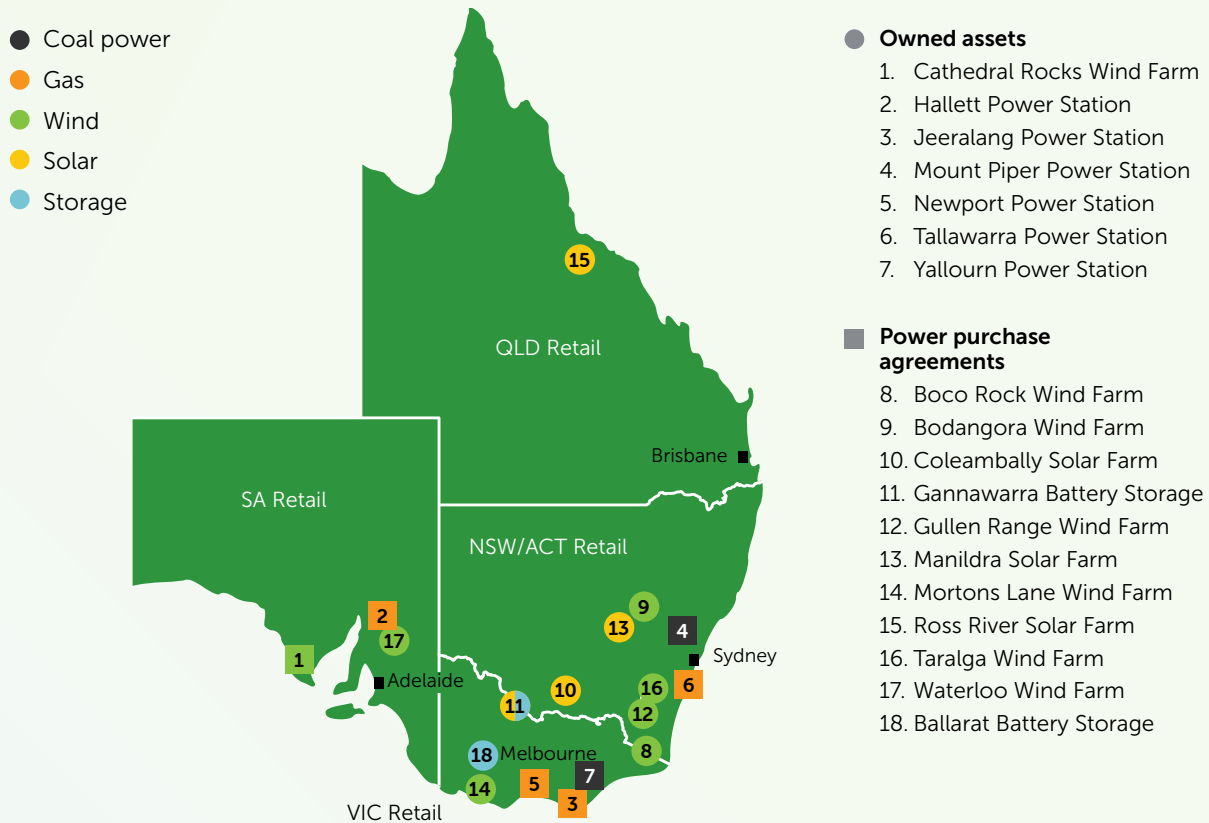 Coal power
Gas
Wind
Solar
Storage
15
QLD Retail
Brisbane
SA Retail
NSW/ACT Retail
9
2
13
4
17
1
Sydney
Adelaide
6
16
10
11
12
8
18
Melbourne
7
5
14
3
VIC Retail
Owned assets
1. Cathedral Rocks Wind Farm
2. Hallett Power Station
3. Jeeralang Power Station
4. Mount Piper Power Station
5. Newport Power Station
6. Tallawarra Power Station
7. Yallourn Power Station
Power purchase
agreements
8. Boco Rock Wind Farm
9. Bodangora Wind Farm
10. Coleambally Solar Farm
11. Gannawarra Battery Storage
12. Gullen Range Wind Farm
13. Manildra Solar Farm
14. Mortons Lane Wind Farm
15. Ross River Solar Farm
16. Taralga Wind Farm
17. Waterloo Wind Farm
18. Ballarat Battery Storage